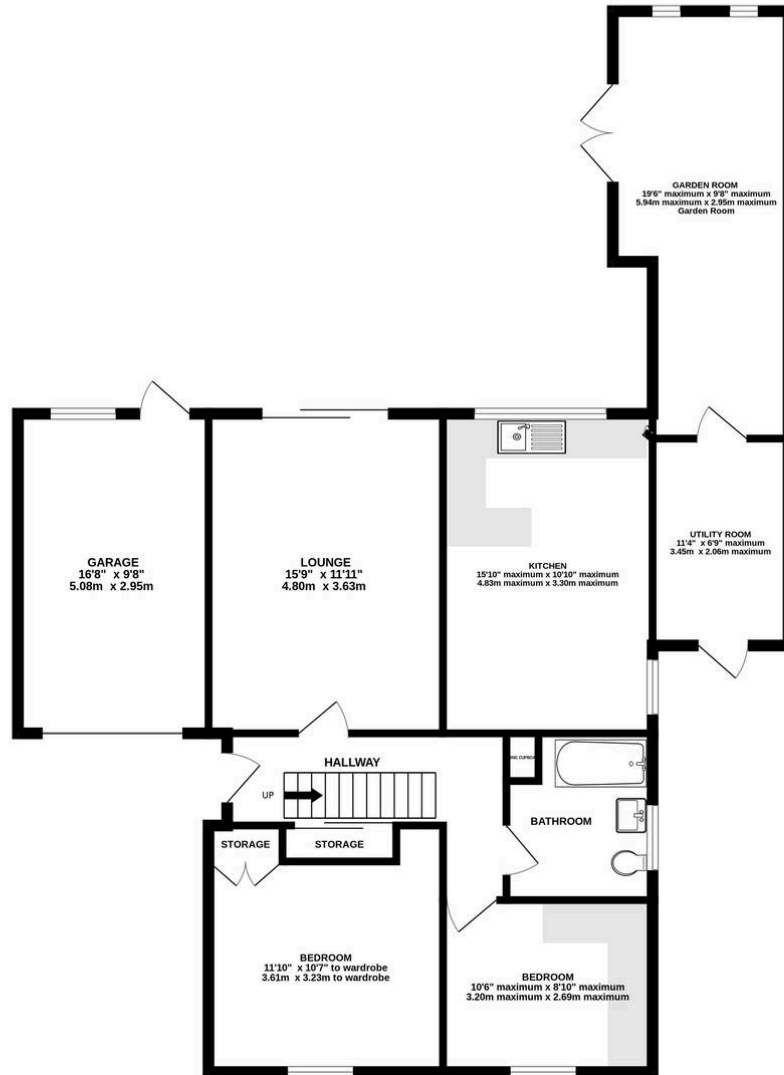 GARDEN ROOM
19'6" maximum x 9'8" maximum
5.94m maximum x 2.95m maximum
Garden Room
GARAGE
16'8" x 9'8"
5.08m x 2.95m
LOUNGE
15'9" x 11'11"
4.80m x 3.63m
KITCHEN
15'10" maximum x 10'10" maximum
4.83m maximum x 3.30m maximum
UTILITY ROOM
11'4" x 6'9" maximum
3.45m x 2.06m maximum
HALLWAY
UP
BATHROOM
STORAGE
STORAGE
BEDROOM
11'10" x 10'7" to wardrobe
3.61m x 3.23m to wardrobe
BEDROOM
10'6" maximum x 8'10" maximum
3.20m maximum x 2.69m maximum